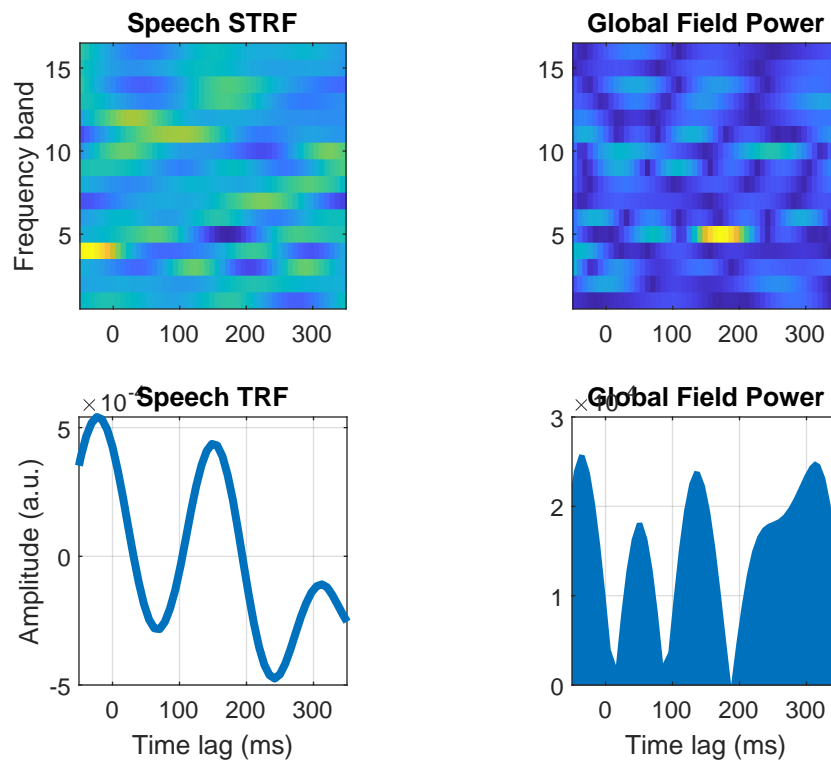 Speech STRF
Global Field Power
15
10
5
Frequency band
0 100 200 300
15
10
5
0 100 200 300
× 10-4
Speech TRF
5
0
-5
Amplitude (a.u.)
0 100 200 300
Time lag (ms)
Global Field Power
3
2
1
0
0 100 200 300
Time lag (ms)